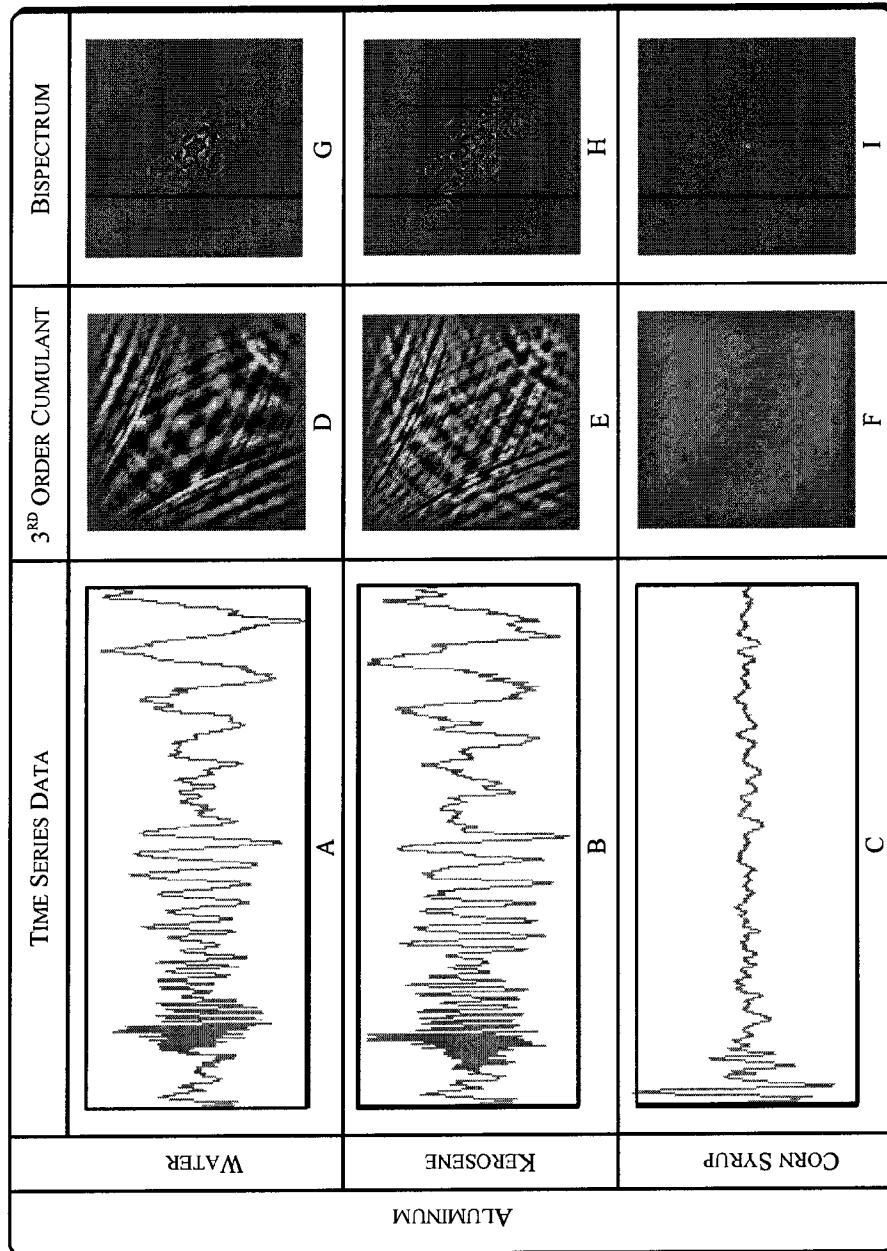 TIME SERIES DATA
3RD ORDER CUMULANT
BISPECTRUM
ALUMINUM
WATER
A
D
G
KEROSENE
B
E
H
CORN SYRUP
C
F
I